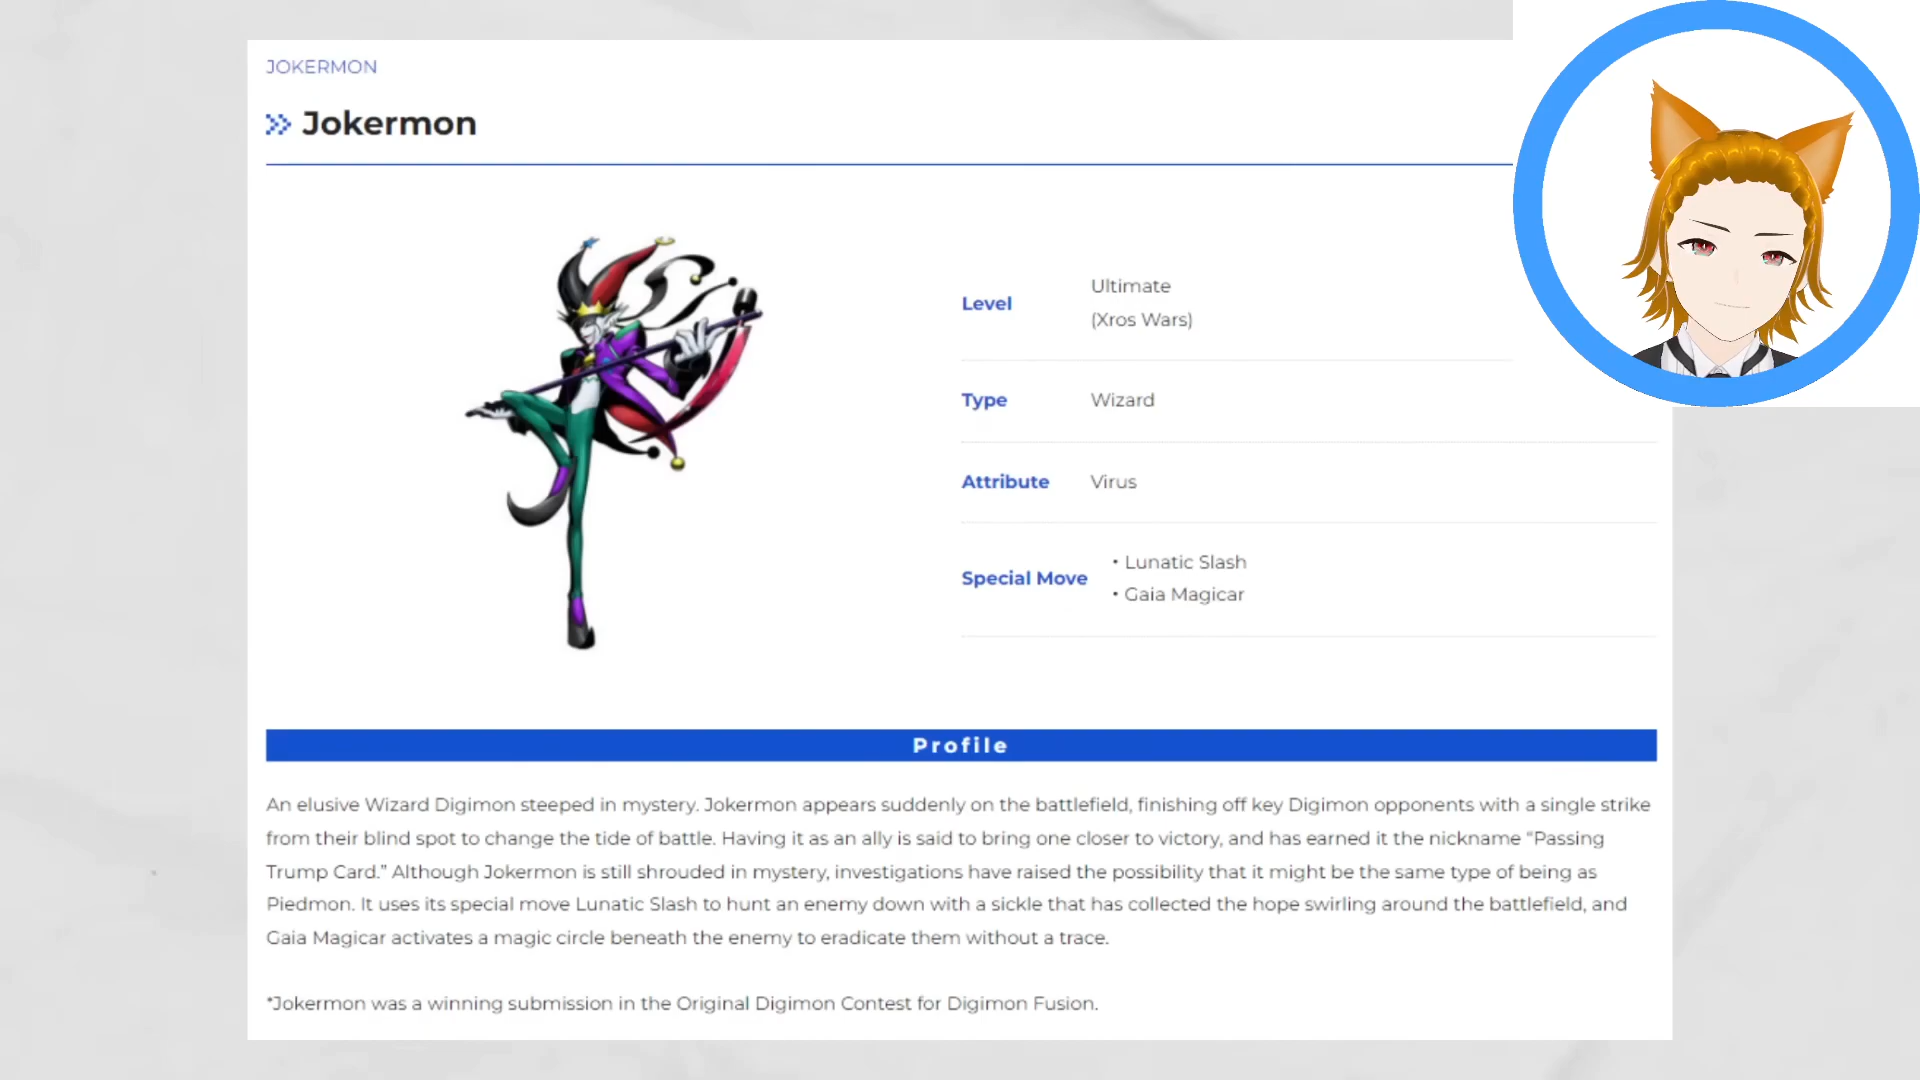 JOKERMON
Jokermon
Level
Ultimate
(Xros Wars)
Type
Wizard
Attribute
Virus
Special Move
・Lunatic Slash
・Gaia Magicar
Profile
An elusive Wizard Digimon steeped in mystery. Jokermon appears suddenly on the battlefield, finishing off key Digimon opponents with a single strike
from their blind spot to change the tide of battle. Having it as an ally is said to bring one closer to victory, and has earned it the nickname “Passing
Trump Card.” Although Jokermon is still shrouded in mystery, investigations have raised the possibility that it might be the same type of being as
Piedmon. It uses its special move Lunatic Slash to hunt an enemy down with a sickle that has collected the hope swirling around the battlefield, and
Gaia Magicar activates a magic circle beneath the enemy to eradicate them without a trace.
*Jokermon was a winning submission in the Original Digimon Contest for Digimon Fusion.